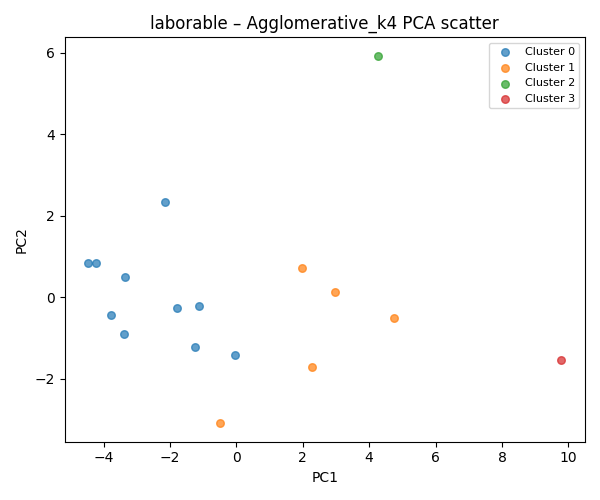 laborable – Agglomerative_k4 PCA scatter
Cluster 0
Cluster 1
Cluster 2
Cluster 3
PC2
6
4
2
0
−2
−4 −2 0 2 4 6 8 10
PC1